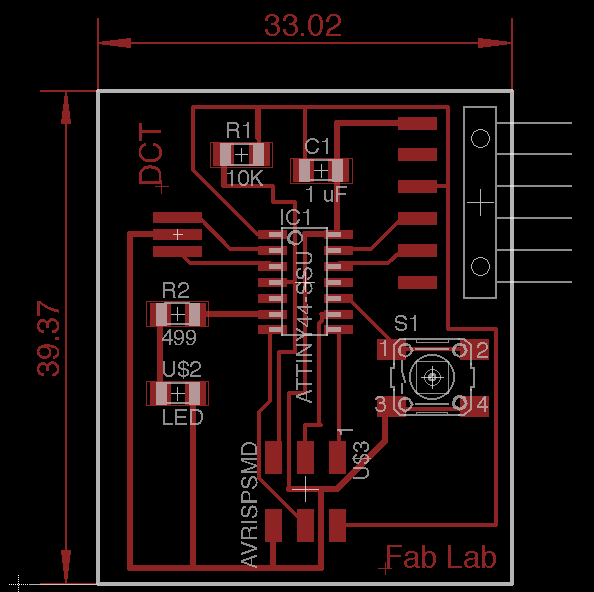 33.02
DCT
R1
10K
C1
1 uF
IC1
ATTINY44-SSU
R2
499
39.37
U$2
LED
S1
1
2
3
4
1
U$3
AVRISPSMD
Fab Lab